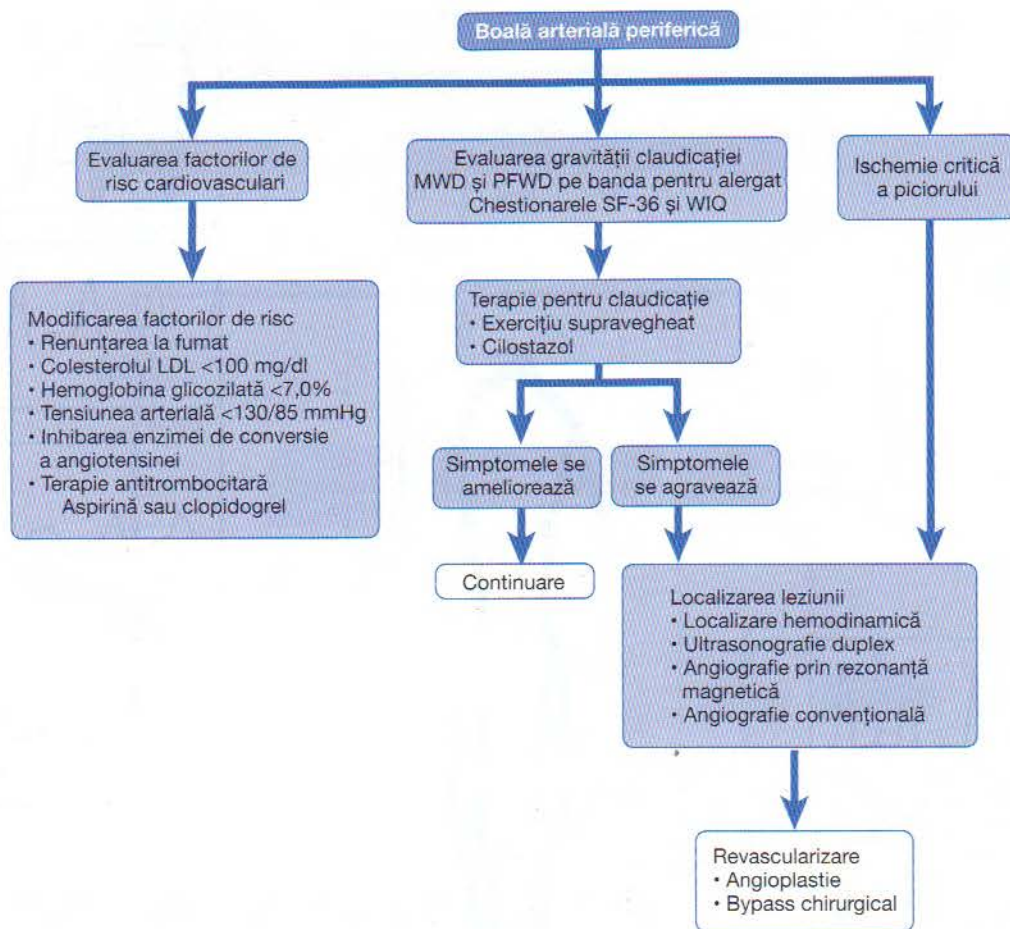 Boală arterială periferică
Evaluarea factorilor de
risc cardiovasculari
Evaluarea gravității claudicației
MWD și PFWD pe banda pentru alergat
Chestionarele SF-36 și WIQ
Ischemie critică
a piciorului
Modificarea factorilor de risc
• Renunțarea la fumat
• Colesterolul LDL <100 mg/dl
• Hemoglobina glicozilată <7,0%
• Tensiunea arterială <130/85 mmHg
• Inhibarea enzimei de conversie
a angiotensinei
• Terapie antitrombocitară
Aspirină sau clopidogrel
Terapie pentru claudicație
• Exercițiu supravegheat
• Cilostazol
Simptomele se
ameliorează
Simptomele
se agravează
Continuare
Localizarea leziunii
• Localizare hemodinamică
• Ultrasonografie duplex
• Angiografie prin rezonanță
magnetică
• Angiografie convențională
Revascularizare
• Angioplastie
• Bypass chirurgical